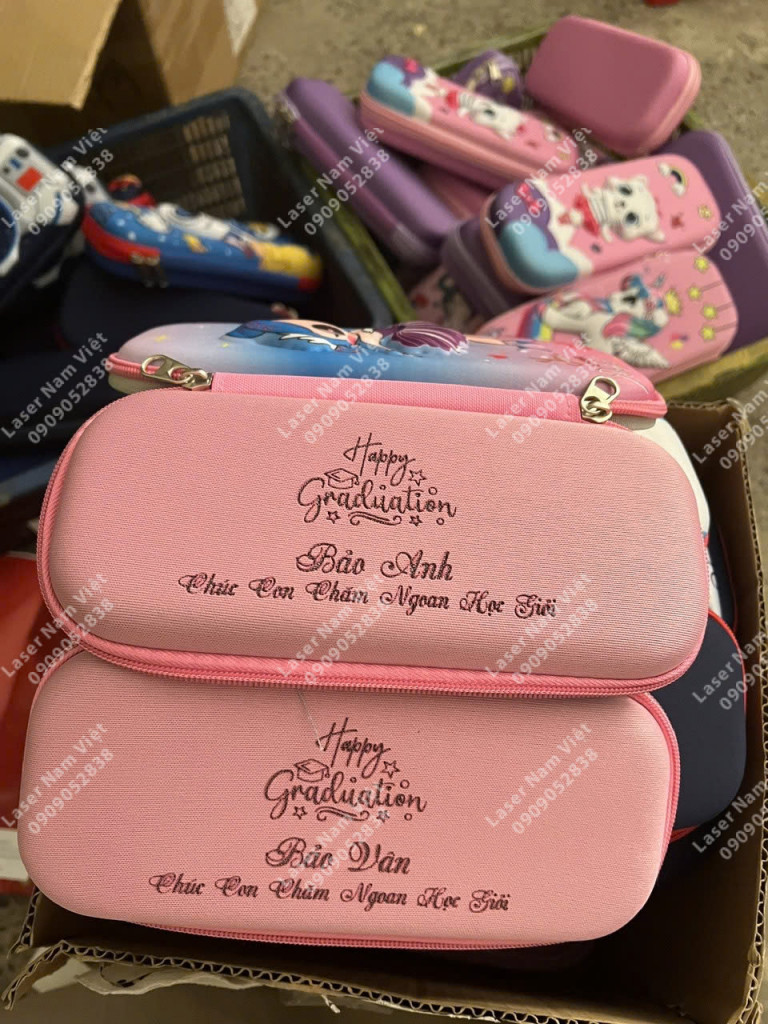 Happy
Graduation
Bảo Anh
Chúc Con Chăm Ngoan Học Giỏi
Happy
Graduation
Bảo Vân
Chúc Con Chăm Ngoan Học Giỏi
Laser Nam Việt
0909052838